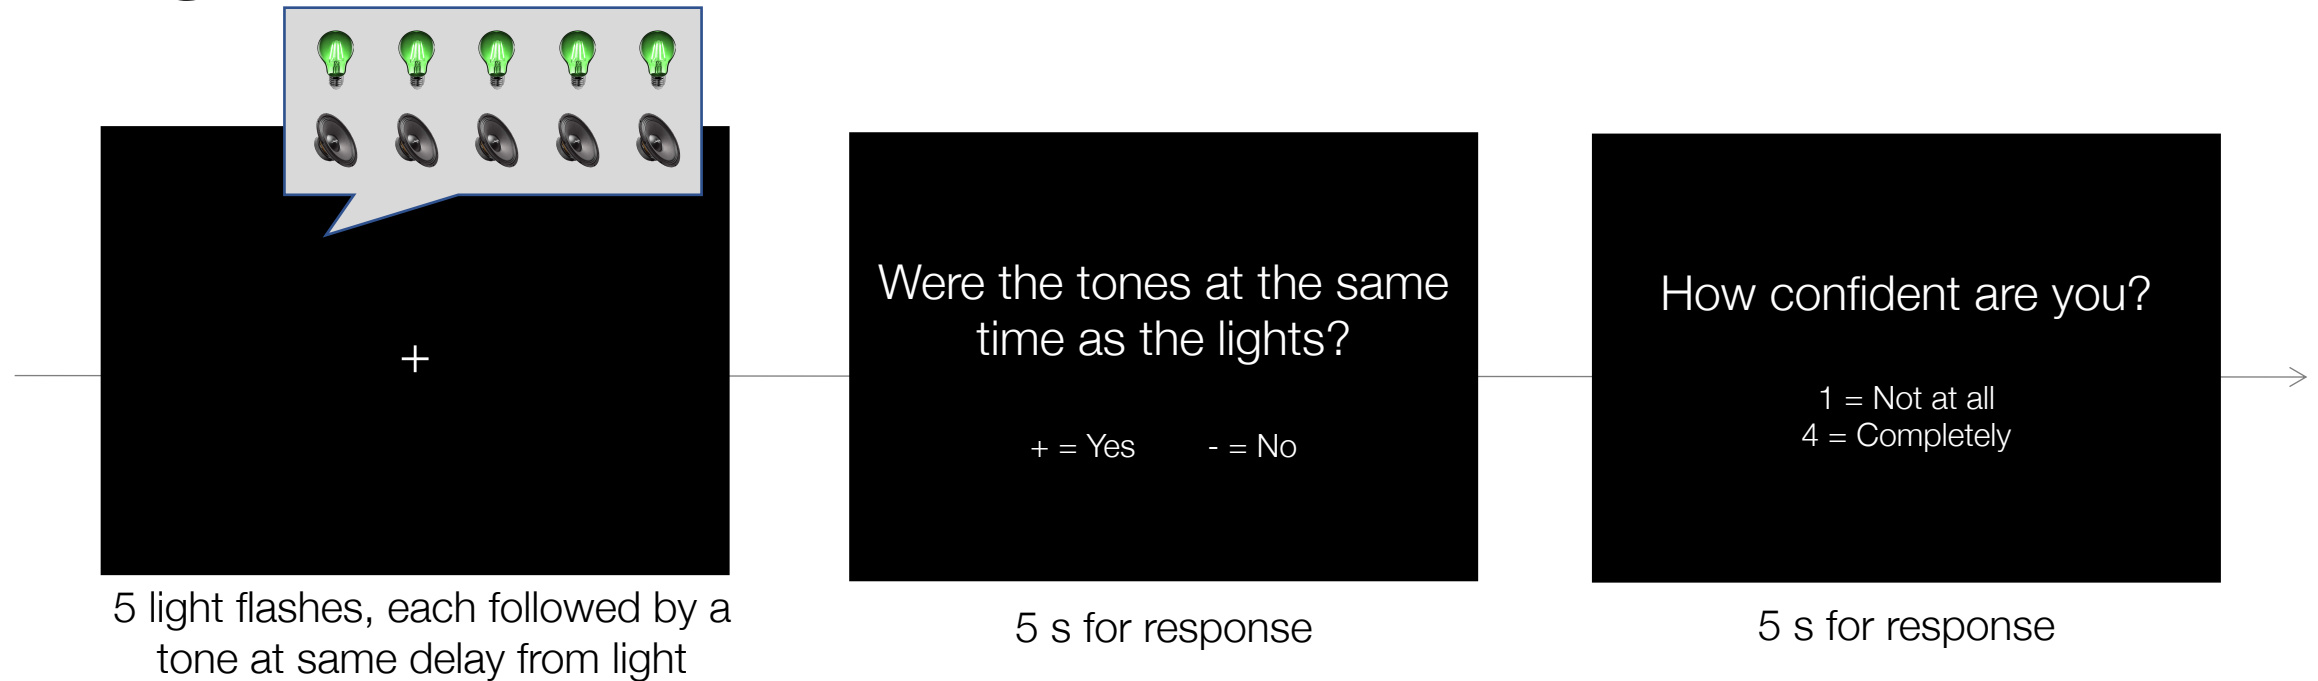 +
5 light flashes, each followed by a
tone at same delay from light
Were the tones at the same
time as the lights?
+ = Yes - = No
5 s for response
How confident are you?
1 = Not at all
4 = Completely
5 s for response